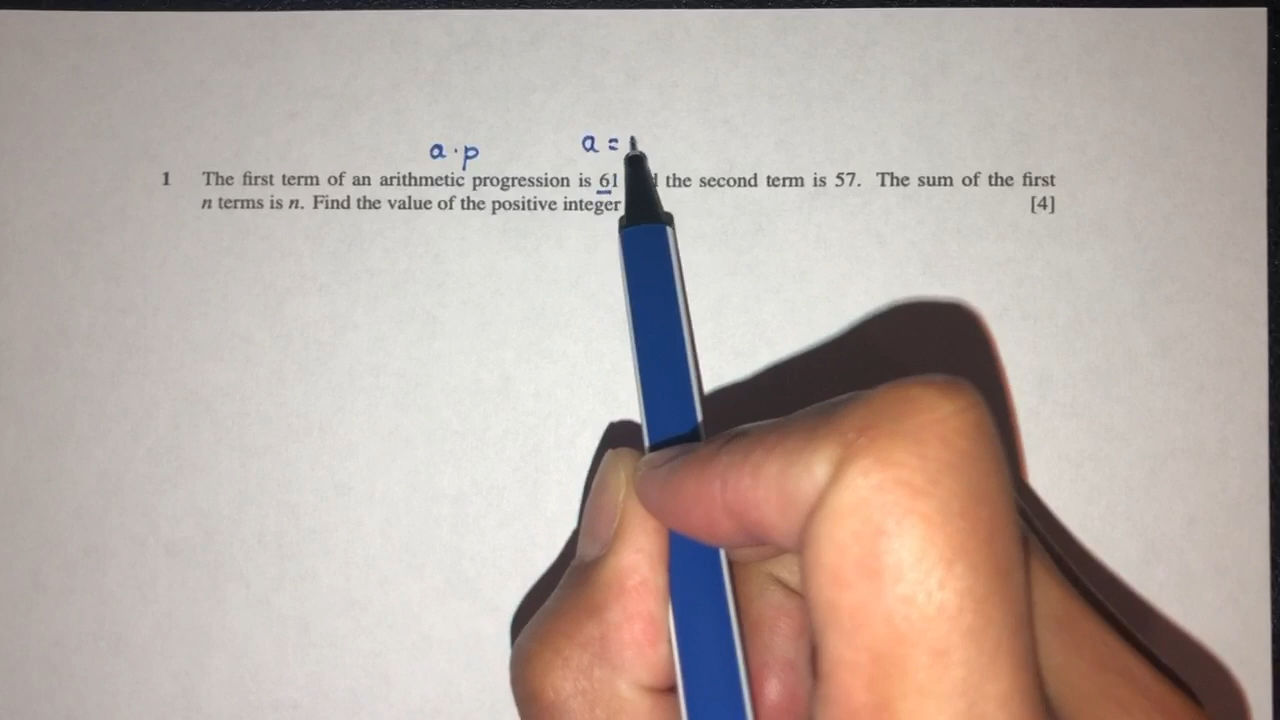 a.p a =
1 The first term of an arithmetic progression is 61 the second term is 57. The sum of the first
n terms is n. Find the value of the positive integer [4]